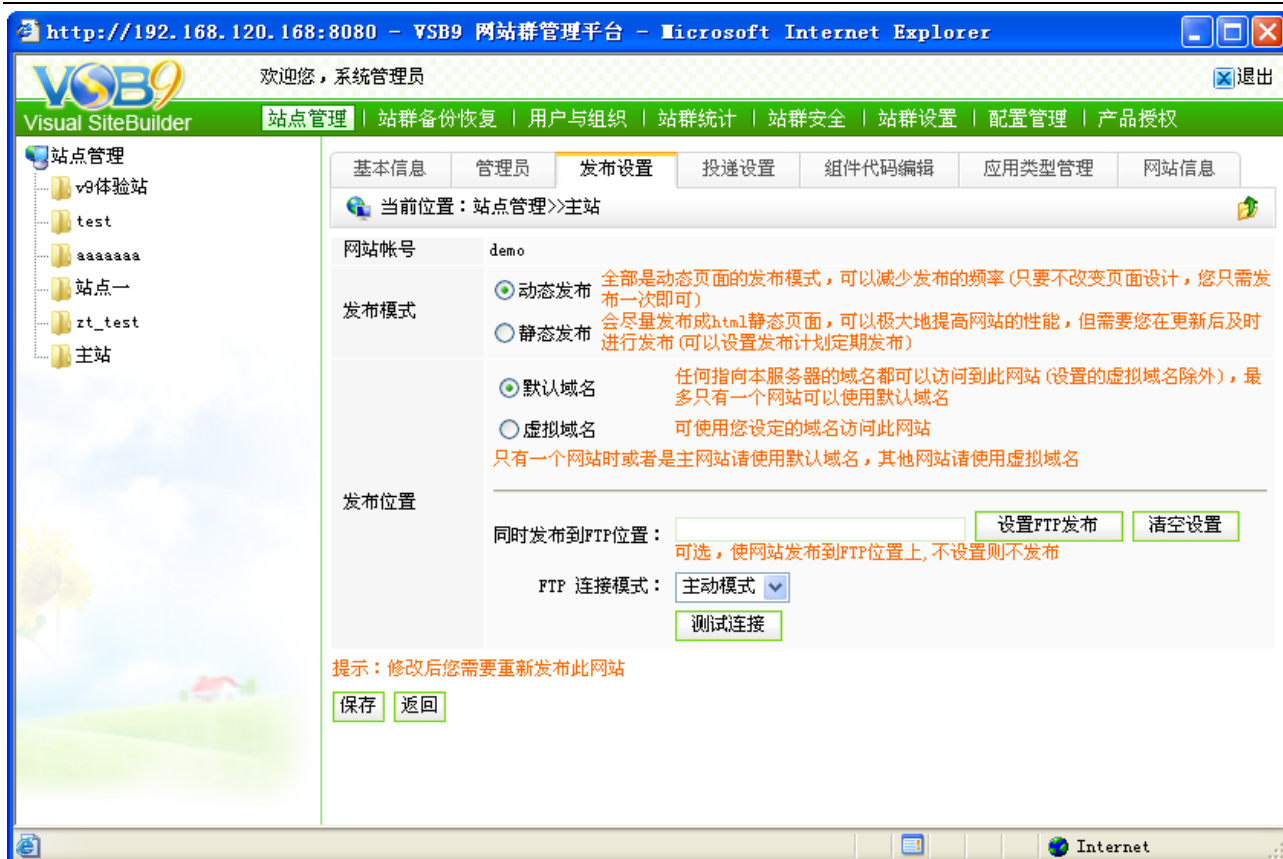 http://192.168.120.168:8080 - VSB9 网站群管理平台 - Microsoft Internet Explorer
VSB9
Visual SiteBuilder
欢迎您，系统管理员
退出
站点管理 | 站群备份恢复 | 用户与组织 | 站群统计 | 站群安全 | 站群设置 | 配置管理 | 产品授权
站点管理
v9体验站
test
aaaaaaa
站点一
zt_test
主站
基本信息 管理员 发布设置 投递设置 组件代码编辑 应用类型管理 网站信息
当前位置：站点管理>>主站
网站帐号 demo
发布模式
动态发布
全部是动态页面的发布模式，可以减少发布的频率(只要不改变页面设计，您只需发
布一次即可)
静态发布
会尽量发布成html静态页面，可以极大地提高网站的性能，但需要您在更新后及时
进行发布(可以设置发布计划定期发布)
发布位置
默认域名
任何指向本服务器的域名都可以访问到此网站(设置的虚拟域名除外)，最
多只有一个网站可以使用默认域名
虚拟域名 可使用您设定的域名访问此网站
只有一个网站时或者是主网站请使用默认域名，其他网站请使用虚拟域名
同时发布到FTP位置： 设置FTP发布 清空设置
可选，使网站发布到FTP位置上,不设置则不发布
FTP 连接模式： 主动模式
测试连接
提示：修改后您需要重新发布此网站
保存 返回
Internet